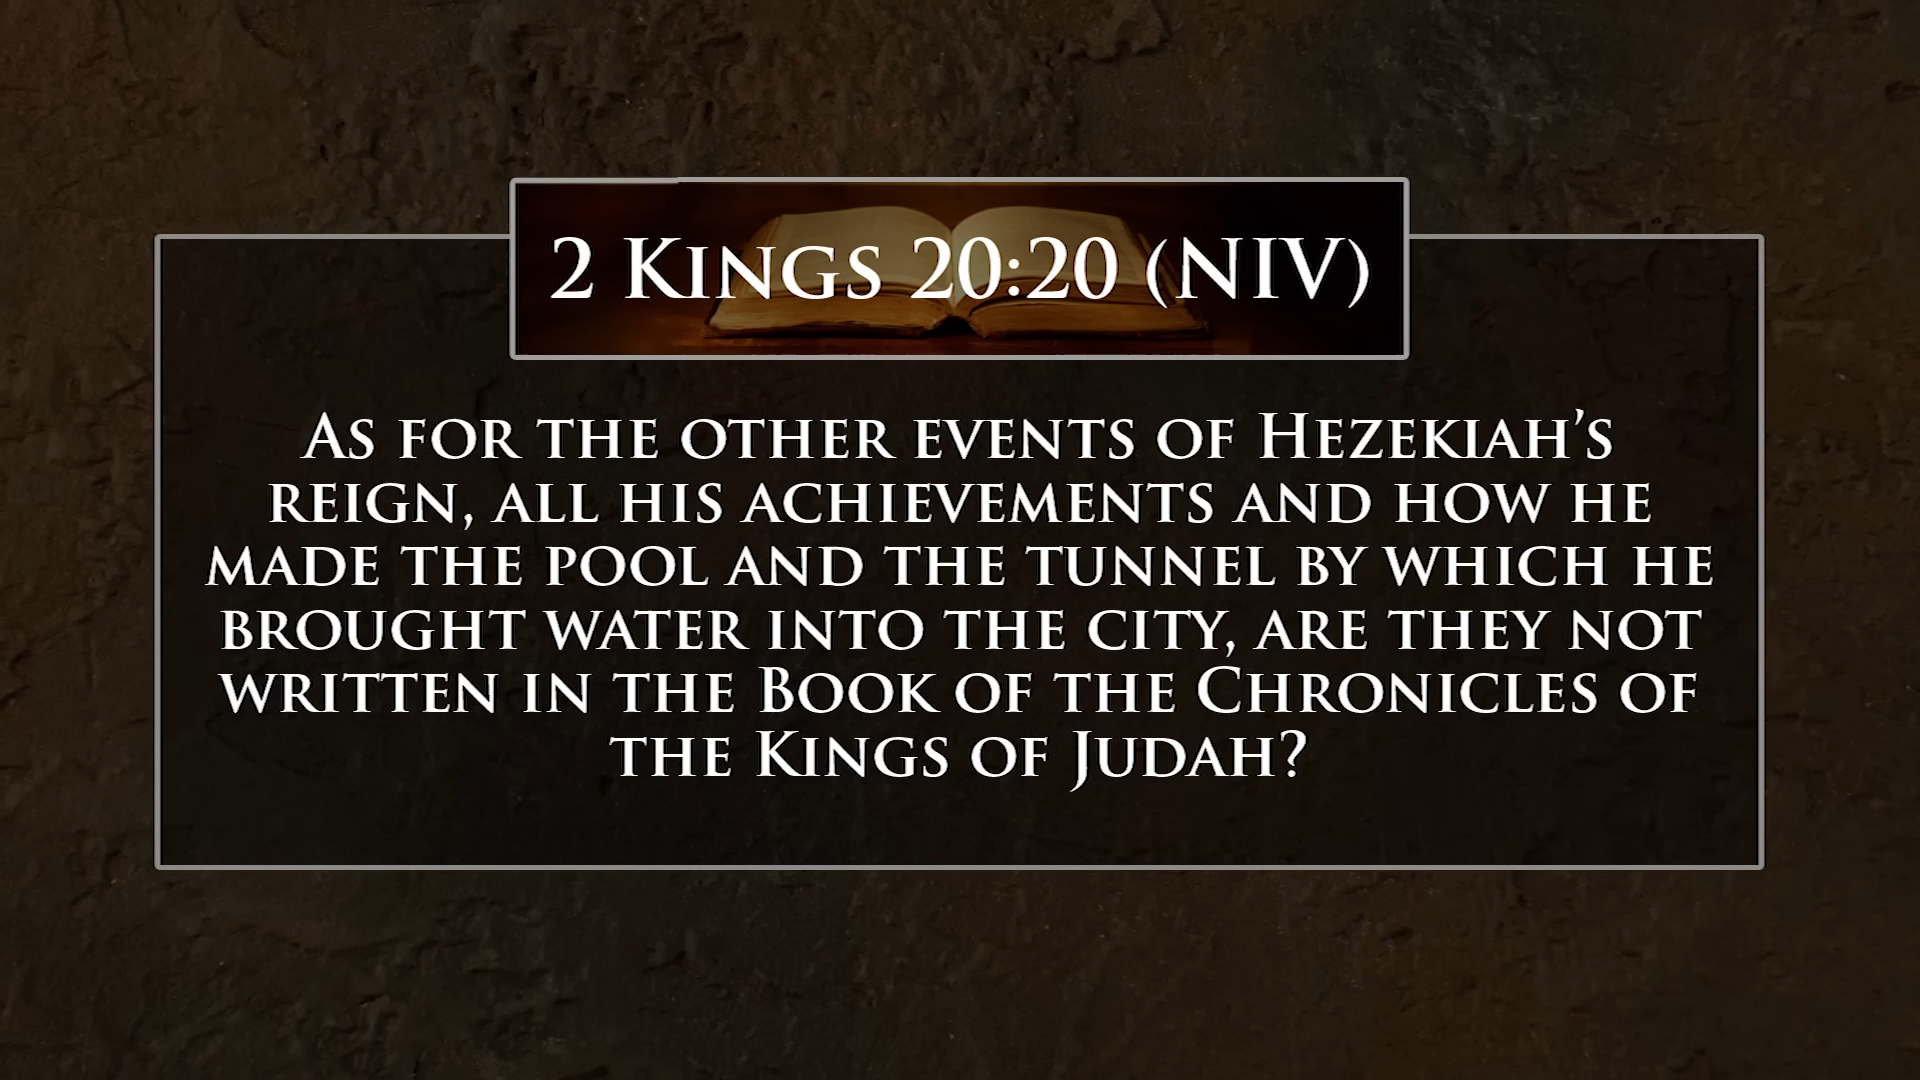 2 Kings 20:20 (NIV)
As for the other events of Hezekiah’s
reign, all his achievements and how he
made the pool and the tunnel by which he
brought water into the city, are they not
written in the Book of the Chronicles of
the Kings of Judah?